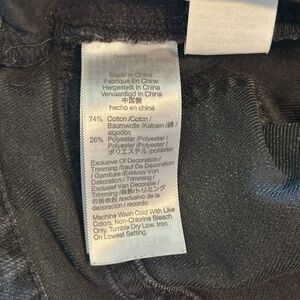 Made in China
Fabriqué En Chine
Hergestellt In China
Vervaardigd In China
中国製
hecho en china
74% Cotton /Coton /
Baumwolle /Katoen /綿 /
algodón
26% Polyester /Polyester /
Polyester /Polyester /
ポリエステル /poliéster
Exclusive Of Decoration /
Trimming /Sauf De Decoration
/ Garniture /Exklusiv Von
Dekoration / Trimming /
Exclusief Van Decoratie /
Trimming /
o exclusivo de la
decoración / recorte
Machine Wash Cold With Like
Colors, Non-Chlorine Bleach
Only, Tumble Dry Low, Iron
On Lowest Setting.